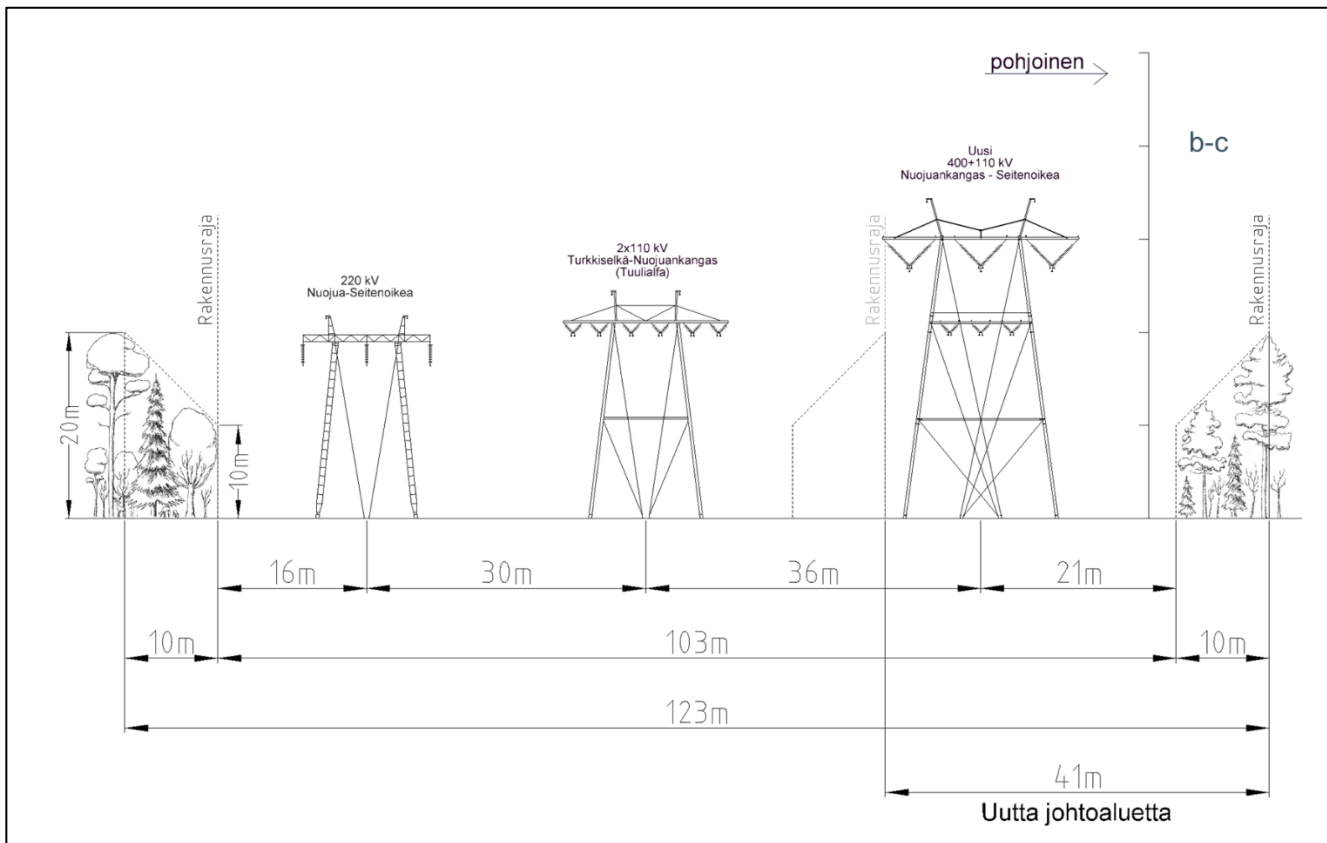 pohjoinen
b-c
Uusi
400+110 kV
Nuojuankangas - Seitenoikea
Rakennusraja
Rakennusraja
Rakennusraja
2x110 kV
Turkkiselkä-Nuojuankangas
(Tuulialfa)
220 kV
Nuojua-Seitenoikea
20m
10m
16m
30m
36m
21m
10m
103m
10m
123m
41m
Uutta johtoaluetta